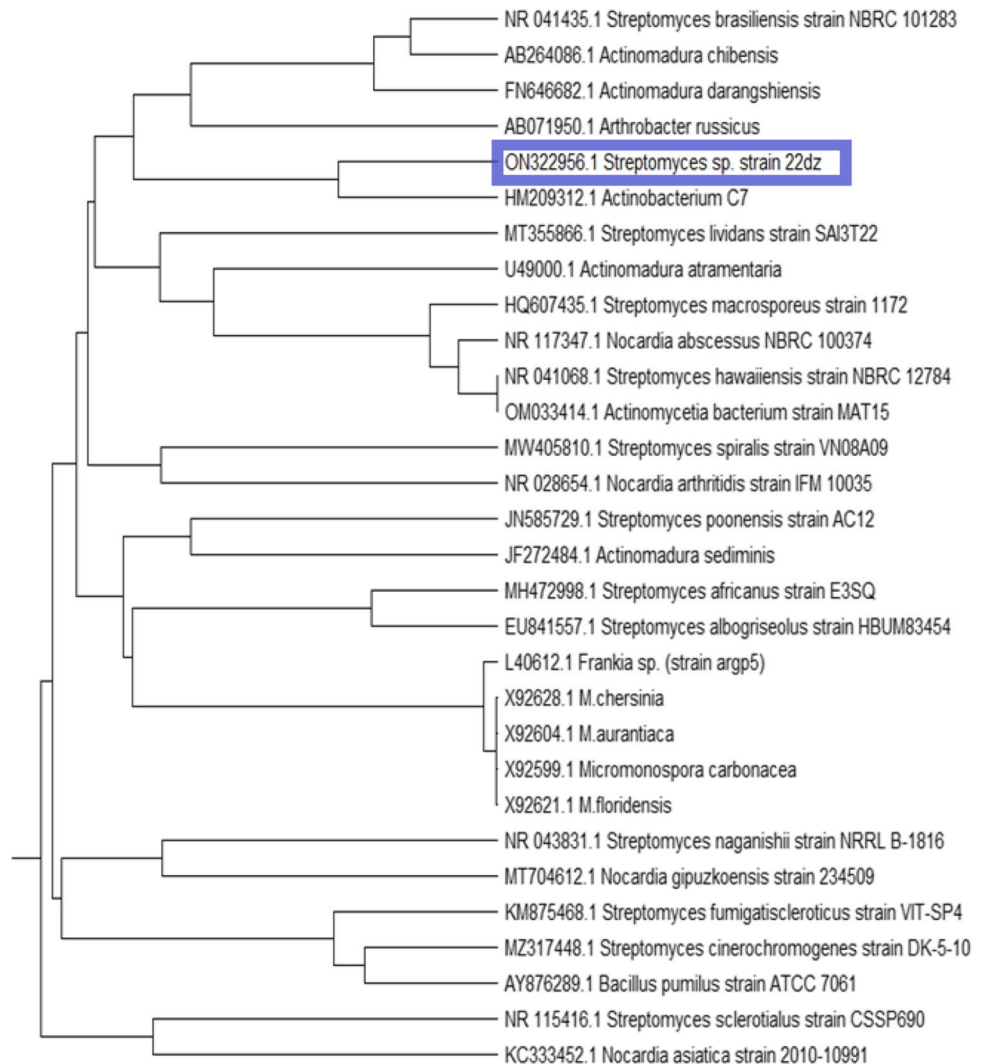 NR 041435.1 Streptomyces brasiliensis strain NBRC 101283
AB264086.1 Actinomadura chibensis
FN646682.1 Actinomadura darangshiensis
AB071950.1 Arthrobacter russicus
ON322956.1 Streptomyces sp. strain 22dz
HM209312.1 Actinobacterium C7
MT355866.1 Streptomyces lividans strain SAI3T22
U49000.1 Actinomadura atramentaria
HQ607435.1 Streptomyces macrosporeus strain 1172
NR 117347.1 Nocardia abscessus NBRC 100374
NR 041068.1 Streptomyces hawaiiensis strain NBRC 12784
OM033414.1 Actinomycetia bacterium strain MAT15
MW405810.1 Streptomyces spiralis strain VN08A09
NR 028654.1 Nocardia arthritidis strain IFM 10035
JN585729.1 Streptomyces poonensis strain AC12
JF272484.1 Actinomadura sediminis
MH472998.1 Streptomyces africanus strain E3SQ
EU841557.1 Streptomyces albogriseolus strain HBUM83454
L40612.1 Frankia sp. (strain argp5)
X92628.1 M.chersinia
X92604.1 M.aurantiaca
X92599.1 Micromonospora carbonacea
X92621.1 M.floridensis
NR 043831.1 Streptomyces naganishii strain NRRL B-1816
MT704612.1 Nocardia gipuzkoensis strain 234509
KM875468.1 Streptomyces fumigatiscleroticus strain VIT-SP4
MZ317448.1 Streptomyces cinerochromogenes strain DK-5-10
AY876289.1 Bacillus pumilus strain ATCC 7061
NR 115416.1 Streptomyces sclerotialus strain CSSP690
KC333452.1 Nocardia asiatica strain 2010-10991